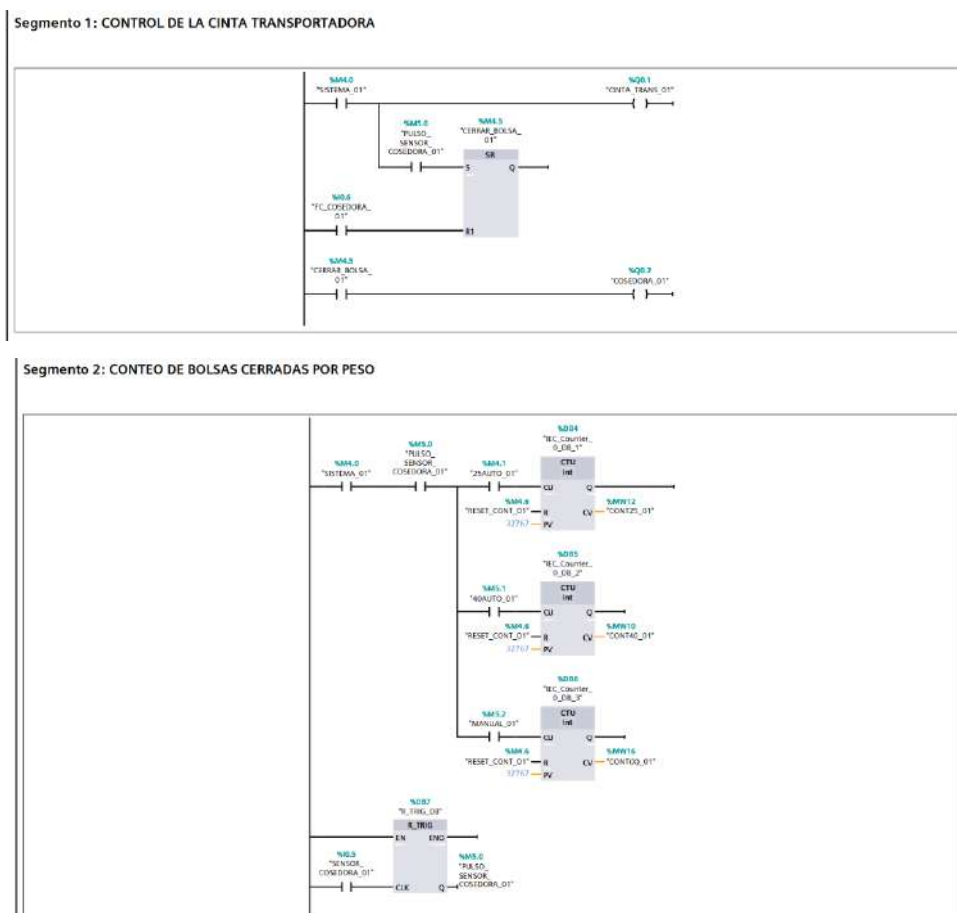 Segmento 1: CONTROL DE LA CINTA TRANSPORTADORA
%M4.0
"SISTEMA_01"
%Q0.1
"CINTA_TRANS_01"
%M5.0
"PULSO_
SENSOR_
COSEDORA_01"
%M4.5
"CERRAR_BOLSA_
01"
SR
S
Q
%I0.6
"FC_COSEDORA_
01"
R1
%M4.5
"CERRAR_BOLSA_
01"
%Q0.2
"COSEDORA_01"
Segmento 2: CONTEO DE BOLSAS CERRADAS POR PESO
%M4.0
"SISTEMA_01"
%M5.0
"PULSO_
SENSOR_
COSEDORA_01"
%M4.1
"25AUTO_01"
%DB4
"IEC_Counter_
0_DB_1"
CTU
Int
CU
Q
%M4.6
"RESET_CONT_01"
R
CV
%MW12
"CONT25_01"
32767
PV
%M5.1
"40AUTO_01"
%DB5
"IEC_Counter_
0_DB_2"
CTU
Int
CU
Q
%M4.6
"RESET_CONT_01"
R
CV
%MW10
"CONT40_01"
32767
PV
%M5.2
"MANUAL_01"
"IEC_Counter_
0_DB_3"
CTU
Int
CU
Q
%M4.6
"RESET_CONT_01"
R
CV
%MW16
32767
PV
%DB7
"R_TRIG_DB"
R_TRIG
EN
ENO
%I0.5
"SENSOR_
COSEDORA_01"
CLK
Q
%M5.0
"PULSO_
SENSOR_
COSEDORA_01"